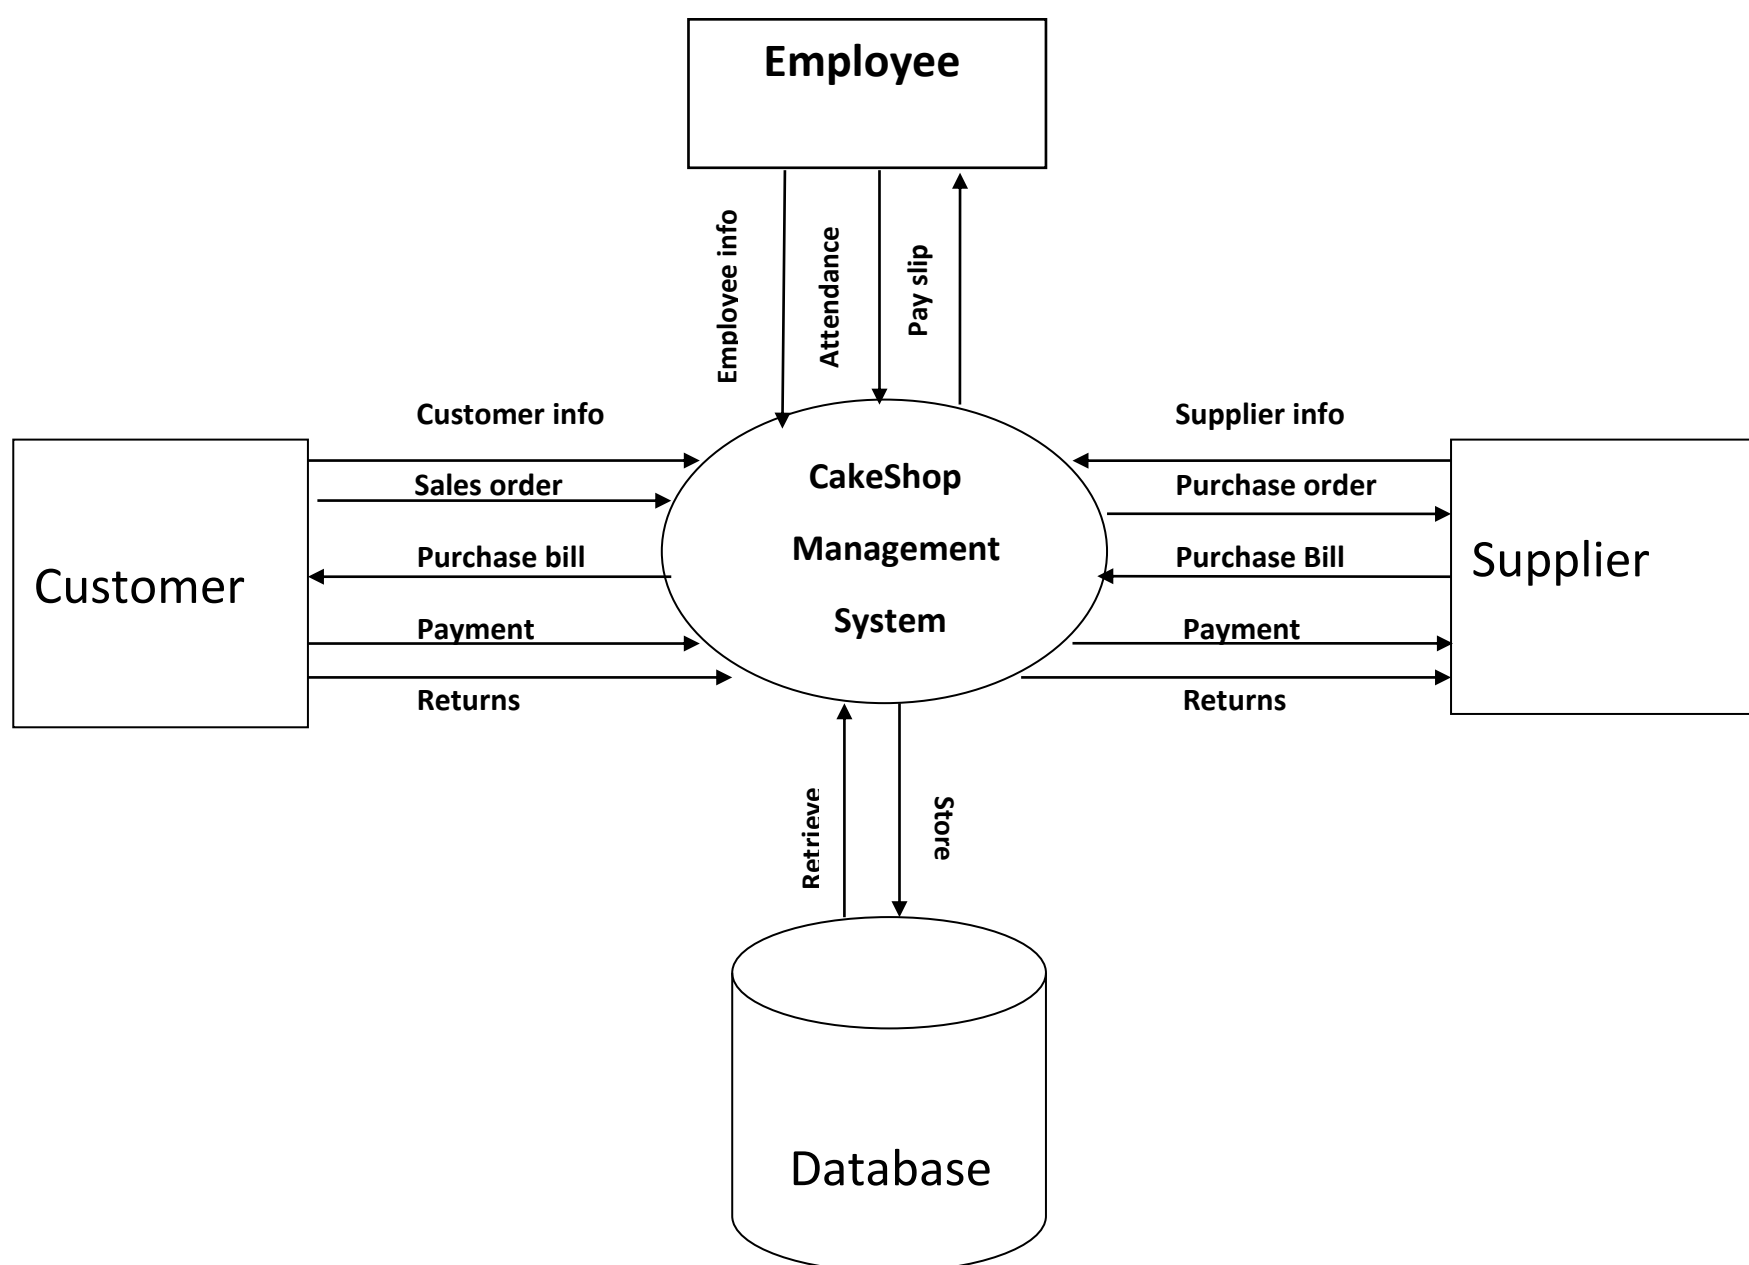 Employee
Employee info
Attendance
Pay slip
Customer info
Supplier info
CakeShop
Sales order
Purchase order
Management
Purchase bill
Purchase Bill
Customer
Supplier
System
Payment
Payment
Returns
Returns
Retrieve
Store
Database